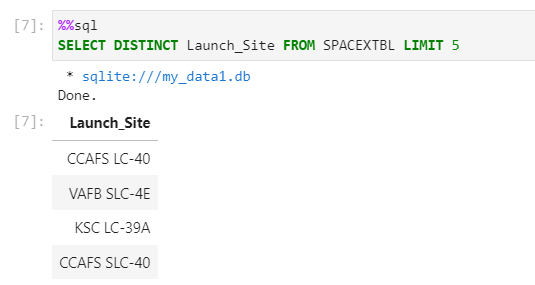 [7]: %%sql
SELECT DISTINCT Launch_Site FROM SPACEXTBL LIMIT 5
* sqlite:///my_data1.db
Done.
[7]: Launch_Site
CCAFS LC-40
VAFB SLC-4E
KSC LC-39A
CCAFS SLC-40